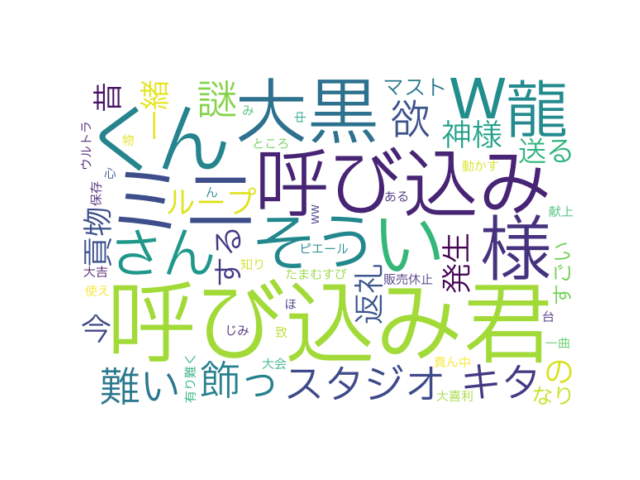 昔
一緒
謎
大黒
マスト
W
龍
み
毌
欲
神様
送る
ウルトラ
物
くん
ところ
動かす
心
保存
ミニ
呼び込み
ループ
ん
ww
ある
献上
貢物
さん
そう
い
様
すごい
する
発生
ピエール
大吉
知り
たまむすび
返礼
販売休止
使え
今
呼び込み君
ほ
じみ
致
台
一曲
難い
有り難く
飾っ
大会
スタジオ
真ん中
大喜利
キタ
の
なり